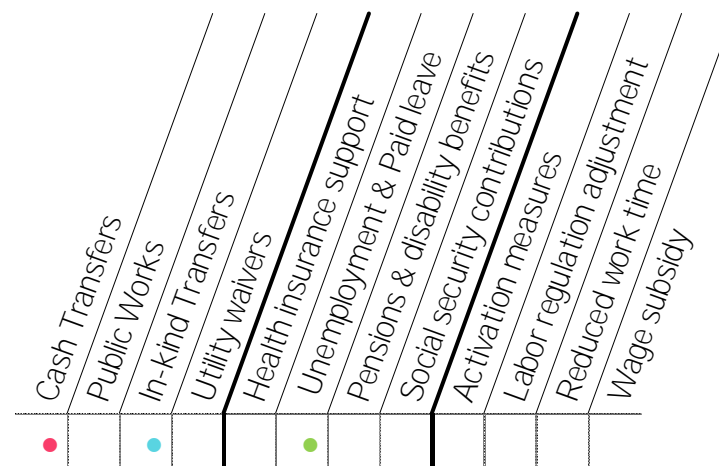 Cash Transfers
Public Works
In-kind Transfers
Utility waivers
Health insurance support
Unemployment & Paid leave
Pensions & disability benefits
Social security contributions
Activation measures
Labor regulation adjustment
Reduced work time
Wage subsidy